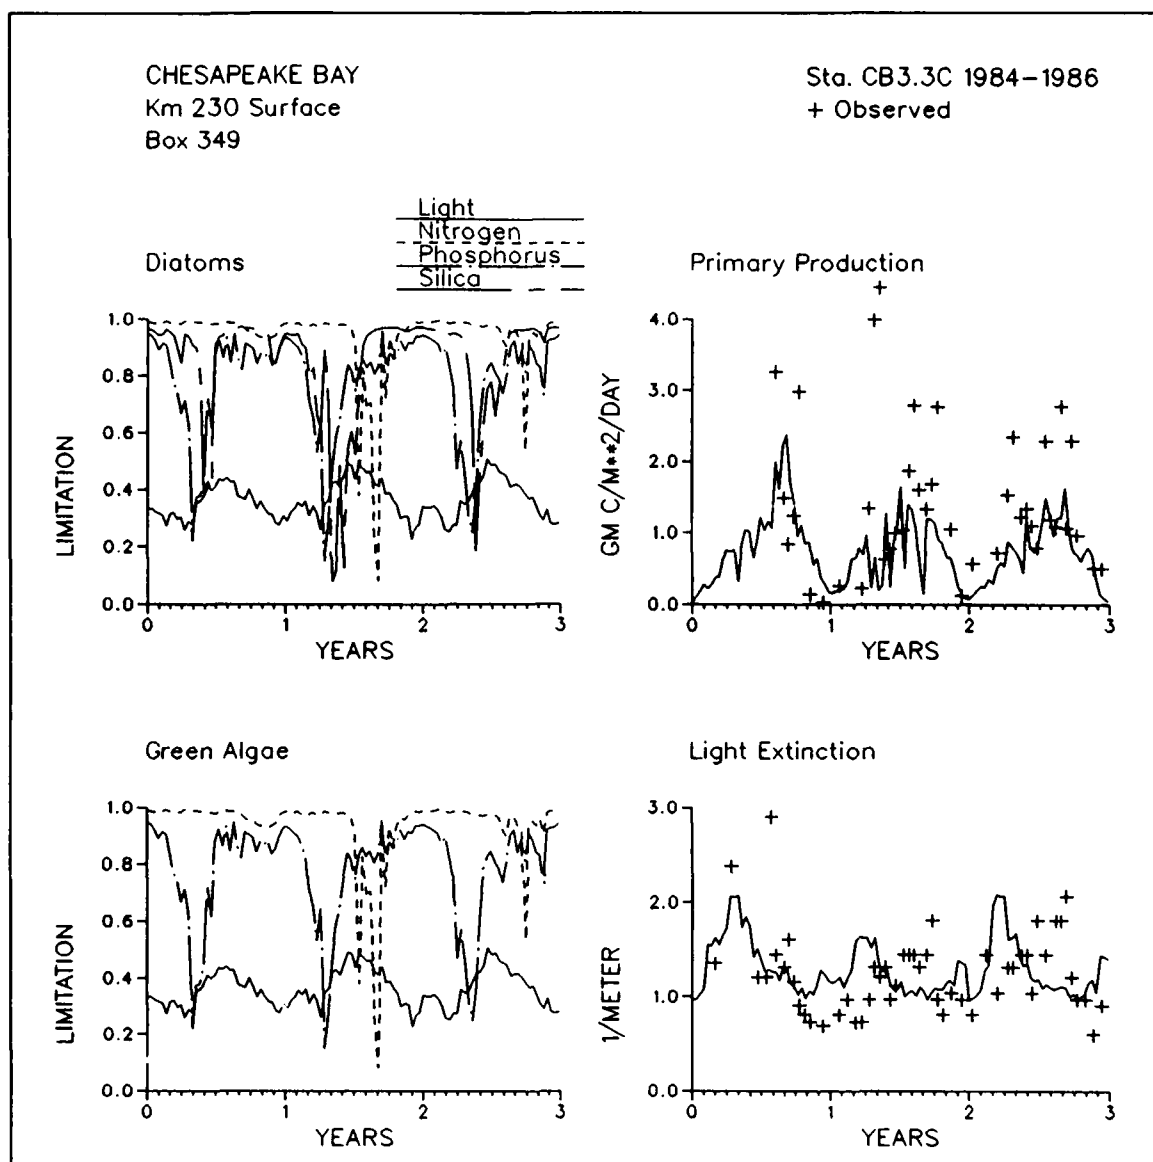 CHESAPEAKE BAY
Km 230 Surface
Box 349
Sta. CB3.3C 1984-1986
+ Observed
Light
Nitrogen
Phosphorus
Silica
Diatoms
1.0
0.8
0.6
0.4
0.2
0.0
LIMITATION
0 1 2 3
YEARS
Primary Production
4.0
3.0
2.0
1.0
0.0
GM C/M**2/DAY
0 1 2 3
YEARS
Green Algae
1.0
0.8
0.6
0.4
0.2
0.0
LIMITATION
0 1 2 3
YEARS
Light Extinction
3.0
2.0
1.0
0.0
1/METER
0 1 2 3
YEARS